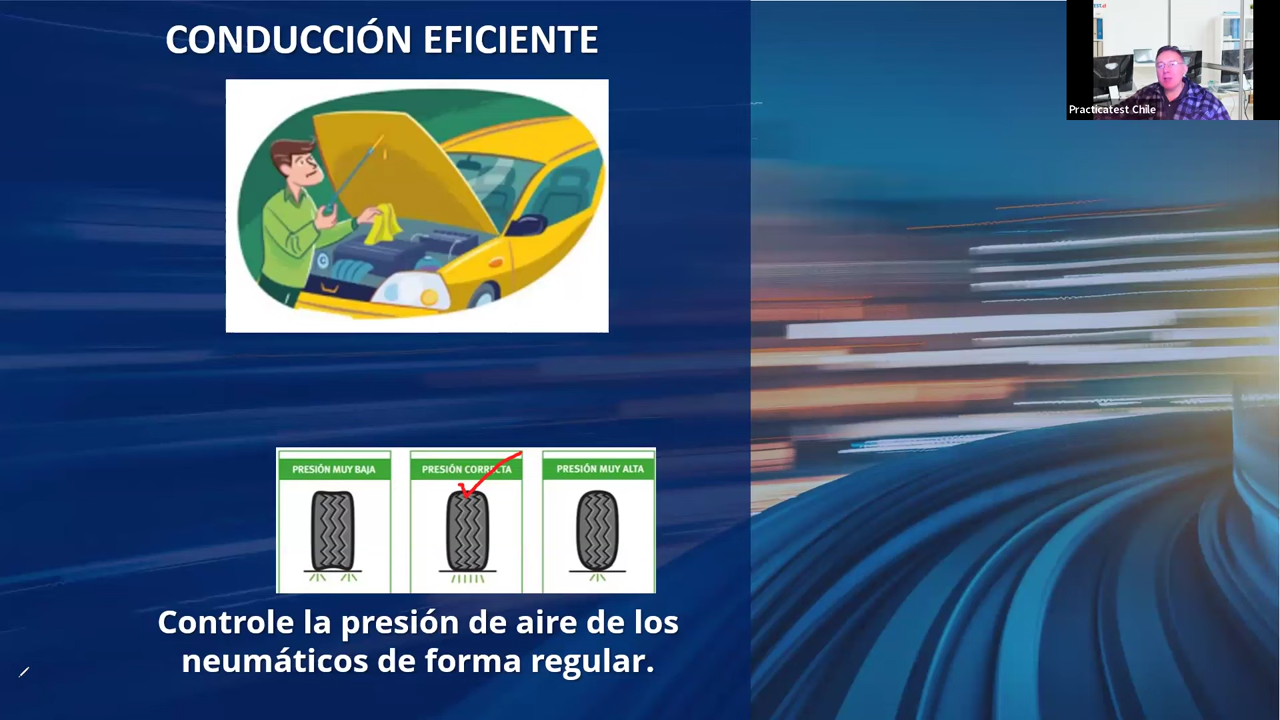 CONDUCCIÓN EFICIENTE
Practicatest Chile
PRESIÓN MUY BAJA
PRESIÓN CORRECTA
PRESIÓN MUY ALTA
Controle la presión de aire de los
neumáticos de forma regular.